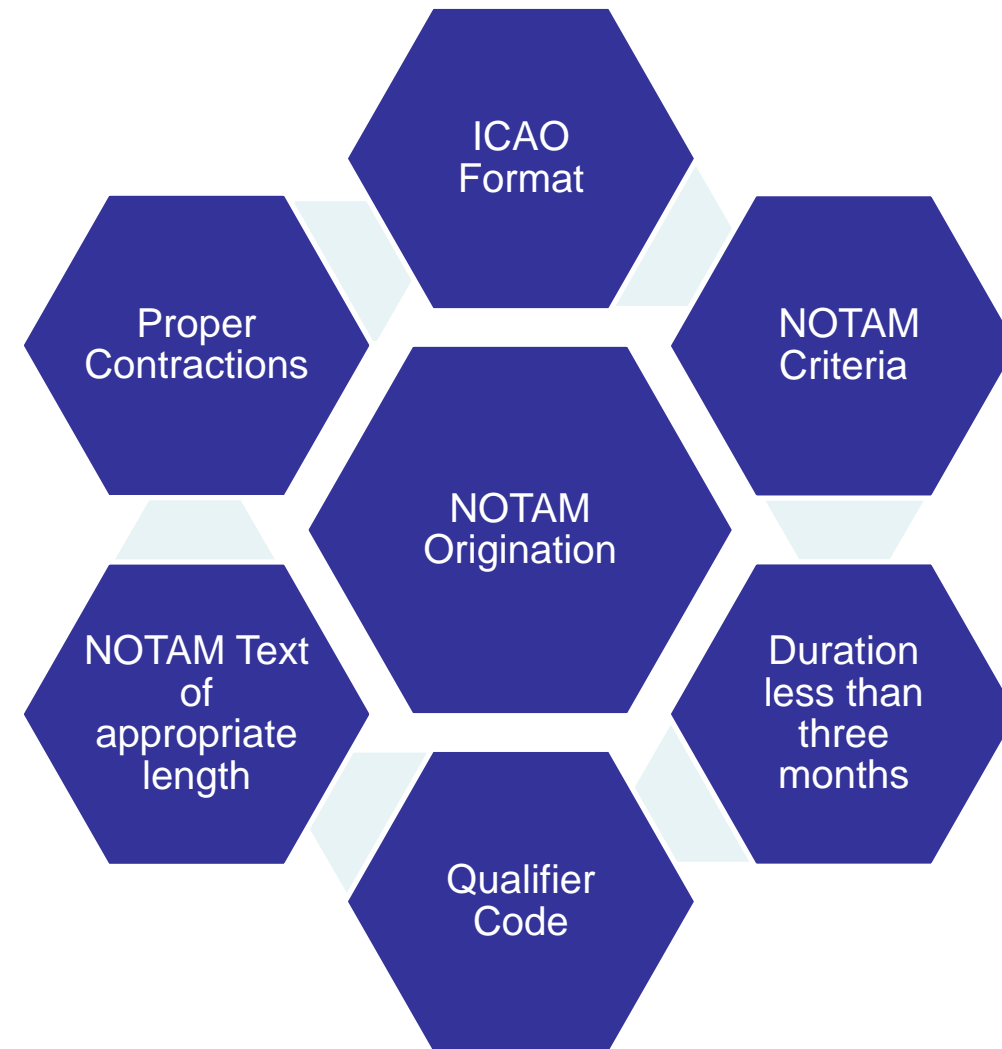 ICAO
Format
Proper
Contractions
NOTAM
Criteria
NOTAM
Origination
NOTAM Text
of
appropriate
length
Duration
less than
three
months
Qualifier
Code